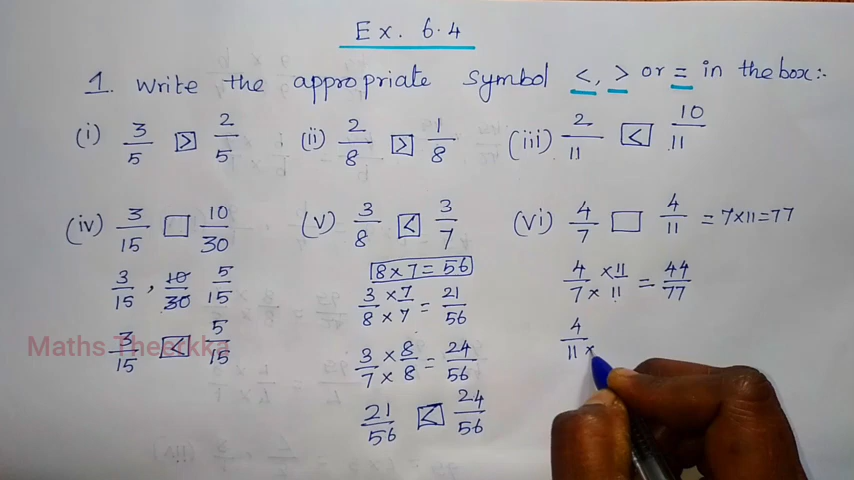 Ex. 6.4
1. Write the appropriate symbol <, > or = in the box:-
(i) 3/5 > 2/5 (ii) 2/8 > 1/8 (iii) 2/11 < 10/11
(iv) 3/15 □ 10/30 (v) 3/8 < 3/7 (vi) 4/7 □ 4/11 = 7×11=77
3/15 , 10/30 5/15
3/15 < 5/15
8×7=56
3/8 × 7/7 = 21/56
3/7 × 8/8 = 24/56
21/56 < 24/56
4/7 × 11/11 = 44/77
4/11 ×
Maths Theerkka